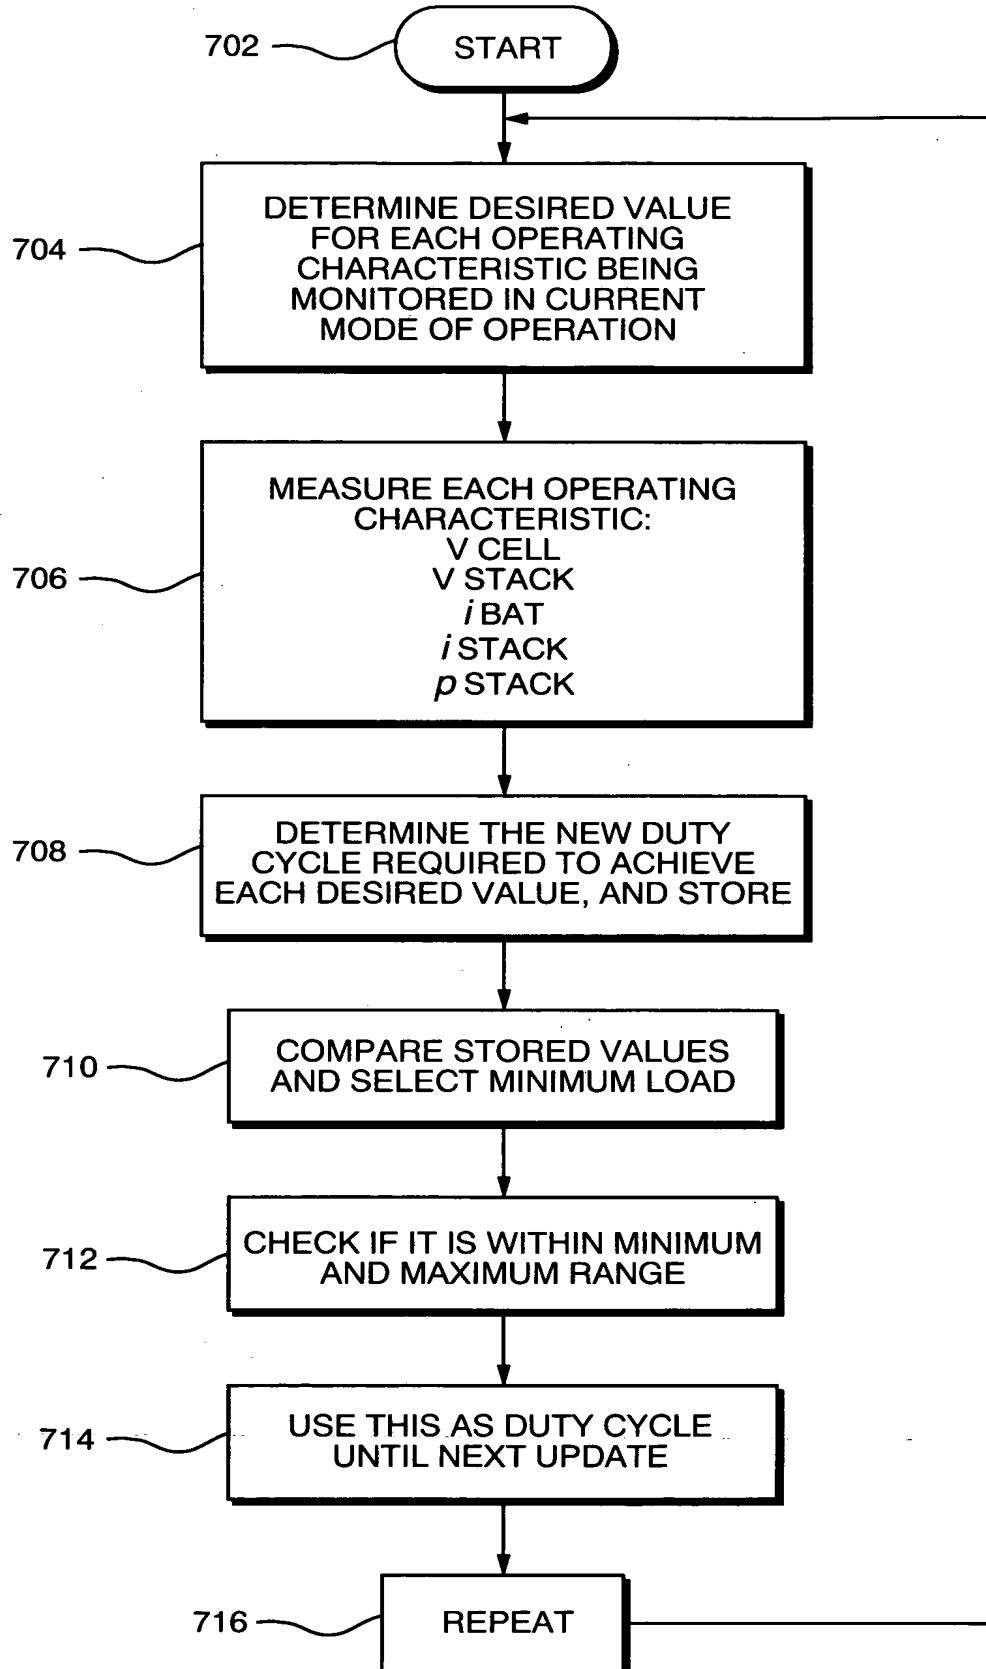 702
START
704
DETERMINE DESIRED VALUE
FOR EACH OPERATING
CHARACTERISTIC BEING
MONITORED IN CURRENT
MODE OF OPERATION
706
MEASURE EACH OPERATING
CHARACTERISTIC:
V CELL
V STACK
i BAT
i STACK
p STACK
708
DETERMINE THE NEW DUTY
CYCLE REQUIRED TO ACHIEVE
EACH DESIRED VALUE, AND STORE
710
COMPARE STORED VALUES
AND SELECT MINIMUM LOAD
712
CHECK IF IT IS WITHIN MINIMUM
AND MAXIMUM RANGE
714
USE THIS AS DUTY CYCLE
UNTIL NEXT UPDATE
716
REPEAT